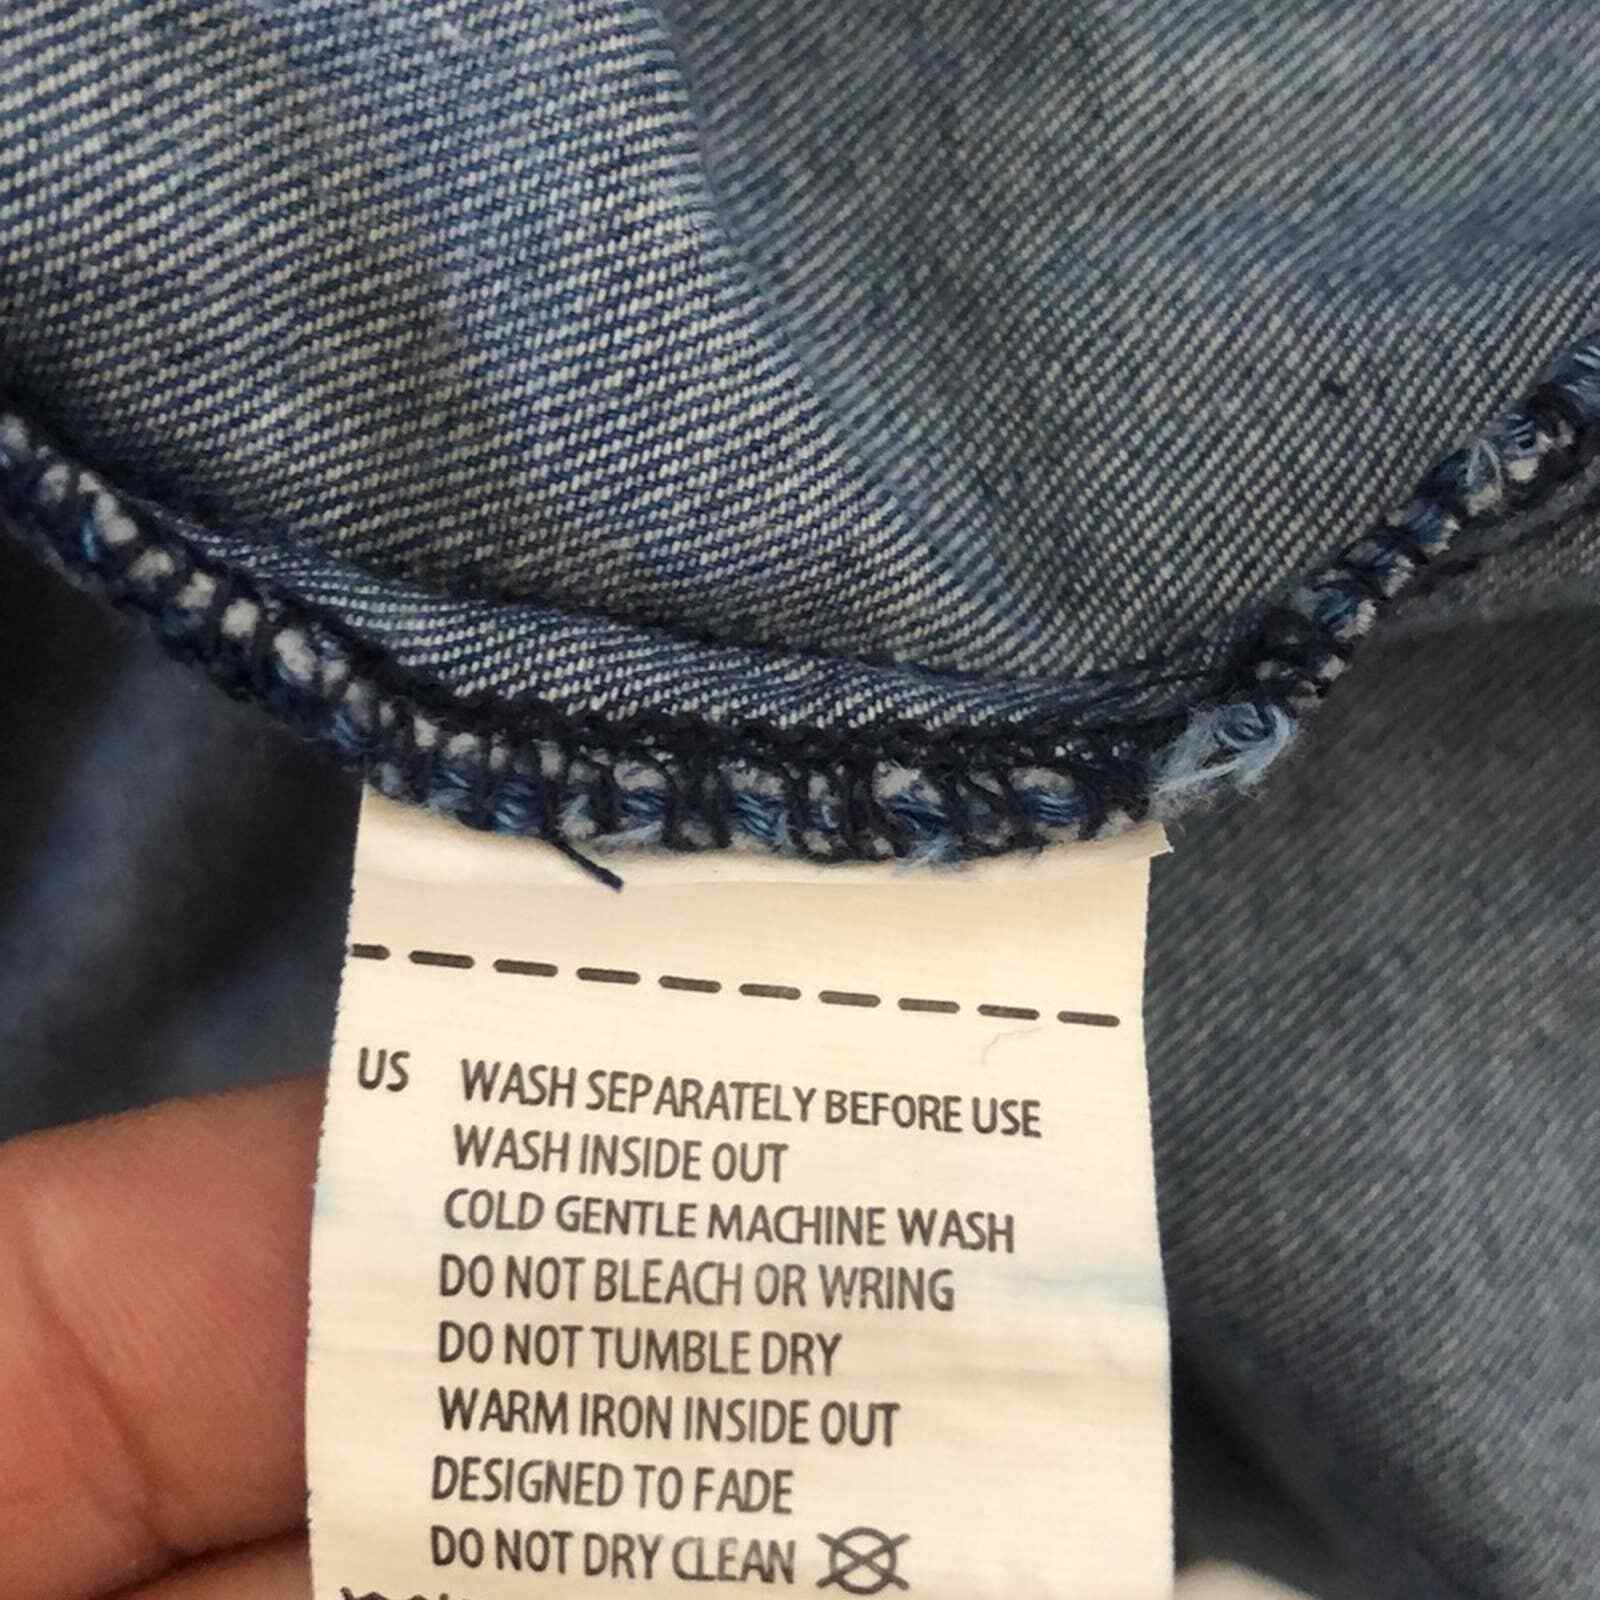 US WASH SEPARATELY BEFORE USE
WASH INSIDE OUT
COLD GENTLE MACHINE WASH
DO NOT BLEACH OR WRING
DO NOT TUMBLE DRY
WARM IRON INSIDE OUT
DESIGNED TO FADE
DO NOT DRY CLEAN